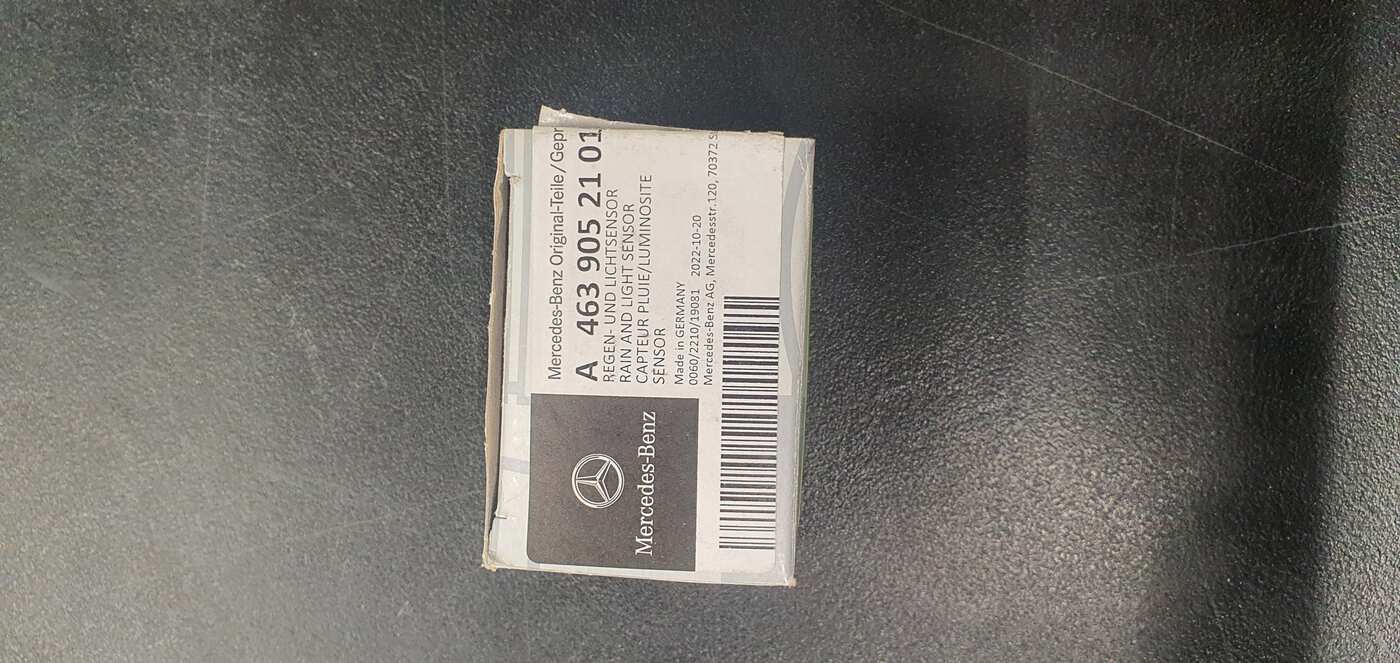 Mercedes-Benz Original-Teile/Gepr
A 463 905 21 01
REGEN- UND LICHTSENSOR
RAIN AND LIGHT SENSOR
CAPTEUR PLUIE/LUMINOSITE
SENSOR
Made in GERMANY
0060/2210/19081 2022-10-20
Mercedes-Benz AG, Mercedesstr.120, 70372
Mercedes-Benz